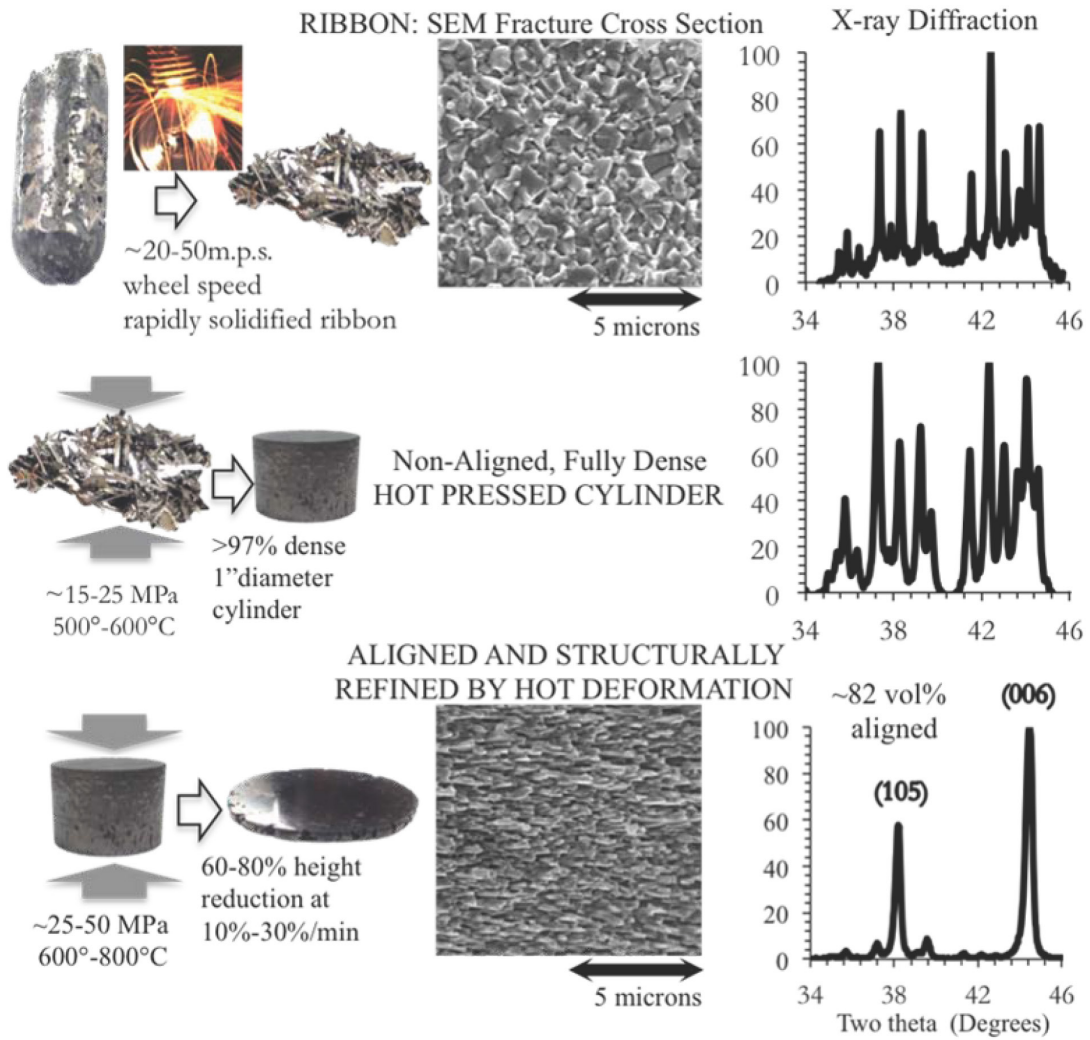 RIBBON: SEM Fracture Cross Section
X-ray Diffraction
~20-50m.p.s.
wheel speed
rapidly solidified ribbon
5 microns
100
80
60
40
20
0
34 38 42 46
~15-25 MPa
500°-600°C
>97% dense
1”diameter
cylinder
Non-Aligned, Fully Dense
HOT PRESSED CYLINDER
100
80
60
40
20
0
34 38 42 46
ALIGNED AND STRUCTURALLY
REFINED BY HOT DEFORMATION
~25-50 MPa
600°-800°C
60-80% height
reduction at
10%-30%/min
5 microns
~82 vol%
aligned
(006)
(105)
100
80
60
40
20
0
34 38 42 46
Two theta (Degrees)